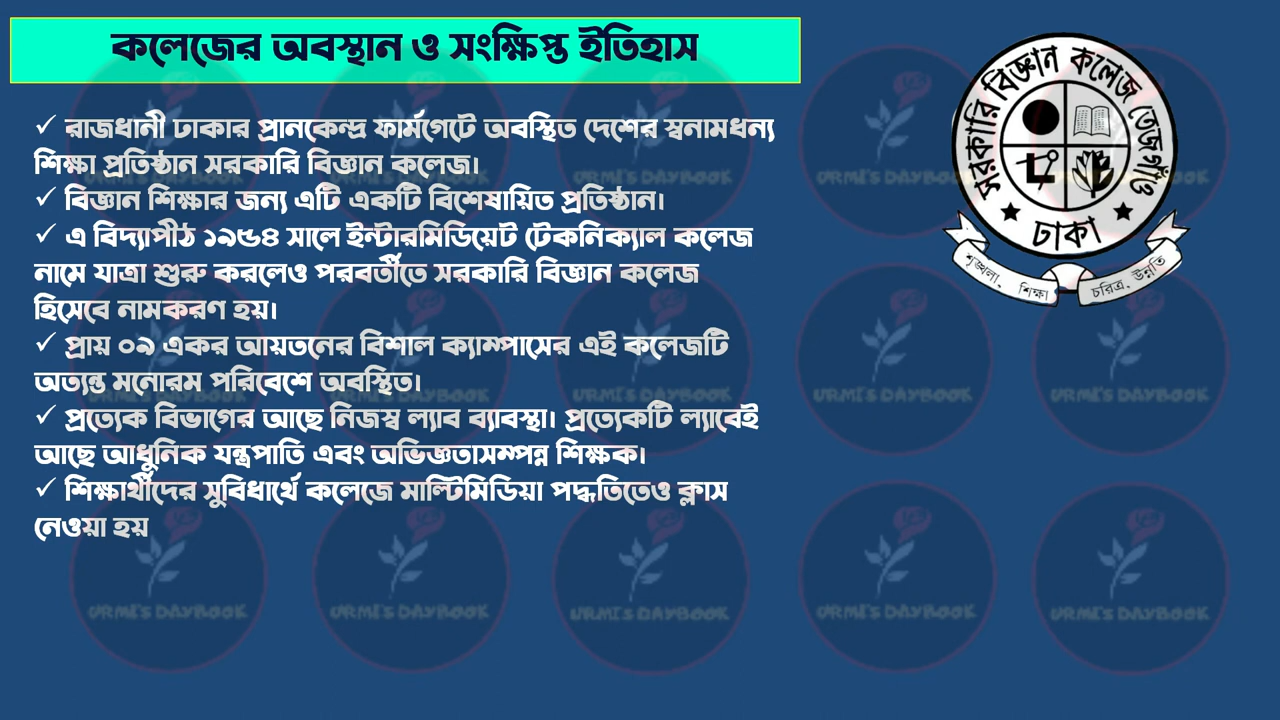 কলেজের অবস্থান ও সংক্ষিপ্ত ইতিহাস
✓ রাজধানী ঢাকার প্রানকেন্দ্র ফার্মগেটে অবস্থিত দেশের স্বনামধন্য
শিক্ষা প্রতিষ্ঠান সরকারি বিজ্ঞান কলেজ।
✓ বিজ্ঞান শিক্ষার জন্য এটি একটি বিশেষায়িত প্রতিষ্ঠান।
✓ এ বিদ্যাপীঠ ১৯৫৪ সালে ইন্টারমিডিয়েট টেকনিক্যাল কলেজ
নামে যাত্রা শুরু করলেও পরবর্তীতে সরকারি বিজ্ঞান কলেজ
হিসেবে নামকরণ হয়।
✓ প্রায় ০৯ একর আয়তনের বিশাল ক্যাম্পাসের এই কলেজটি
অত্যন্ত মনোরম পরিবেশে অবস্থিত।
✓ প্রত্যেক বিভাগের আছে নিজস্ব ল্যাব ব্যাবস্থা। প্রত্যেকটি ল্যাবেই
আছে আধুনিক যন্ত্রপাতি এবং অভিজ্ঞতাসম্পন্ন শিক্ষক।
✓ শিক্ষার্থীদের সুবিধার্থে কলেজে মাল্টিমিডিয়া পদ্ধতিতেও ক্লাস
নেওয়া হয়
সরকারি বিজ্ঞান কলেজ তেজগাঁও
ঢাকা
শৃঙ্খলা, শিক্ষা চরিত্র, উন্নতি
URMI'S DAYBOOK